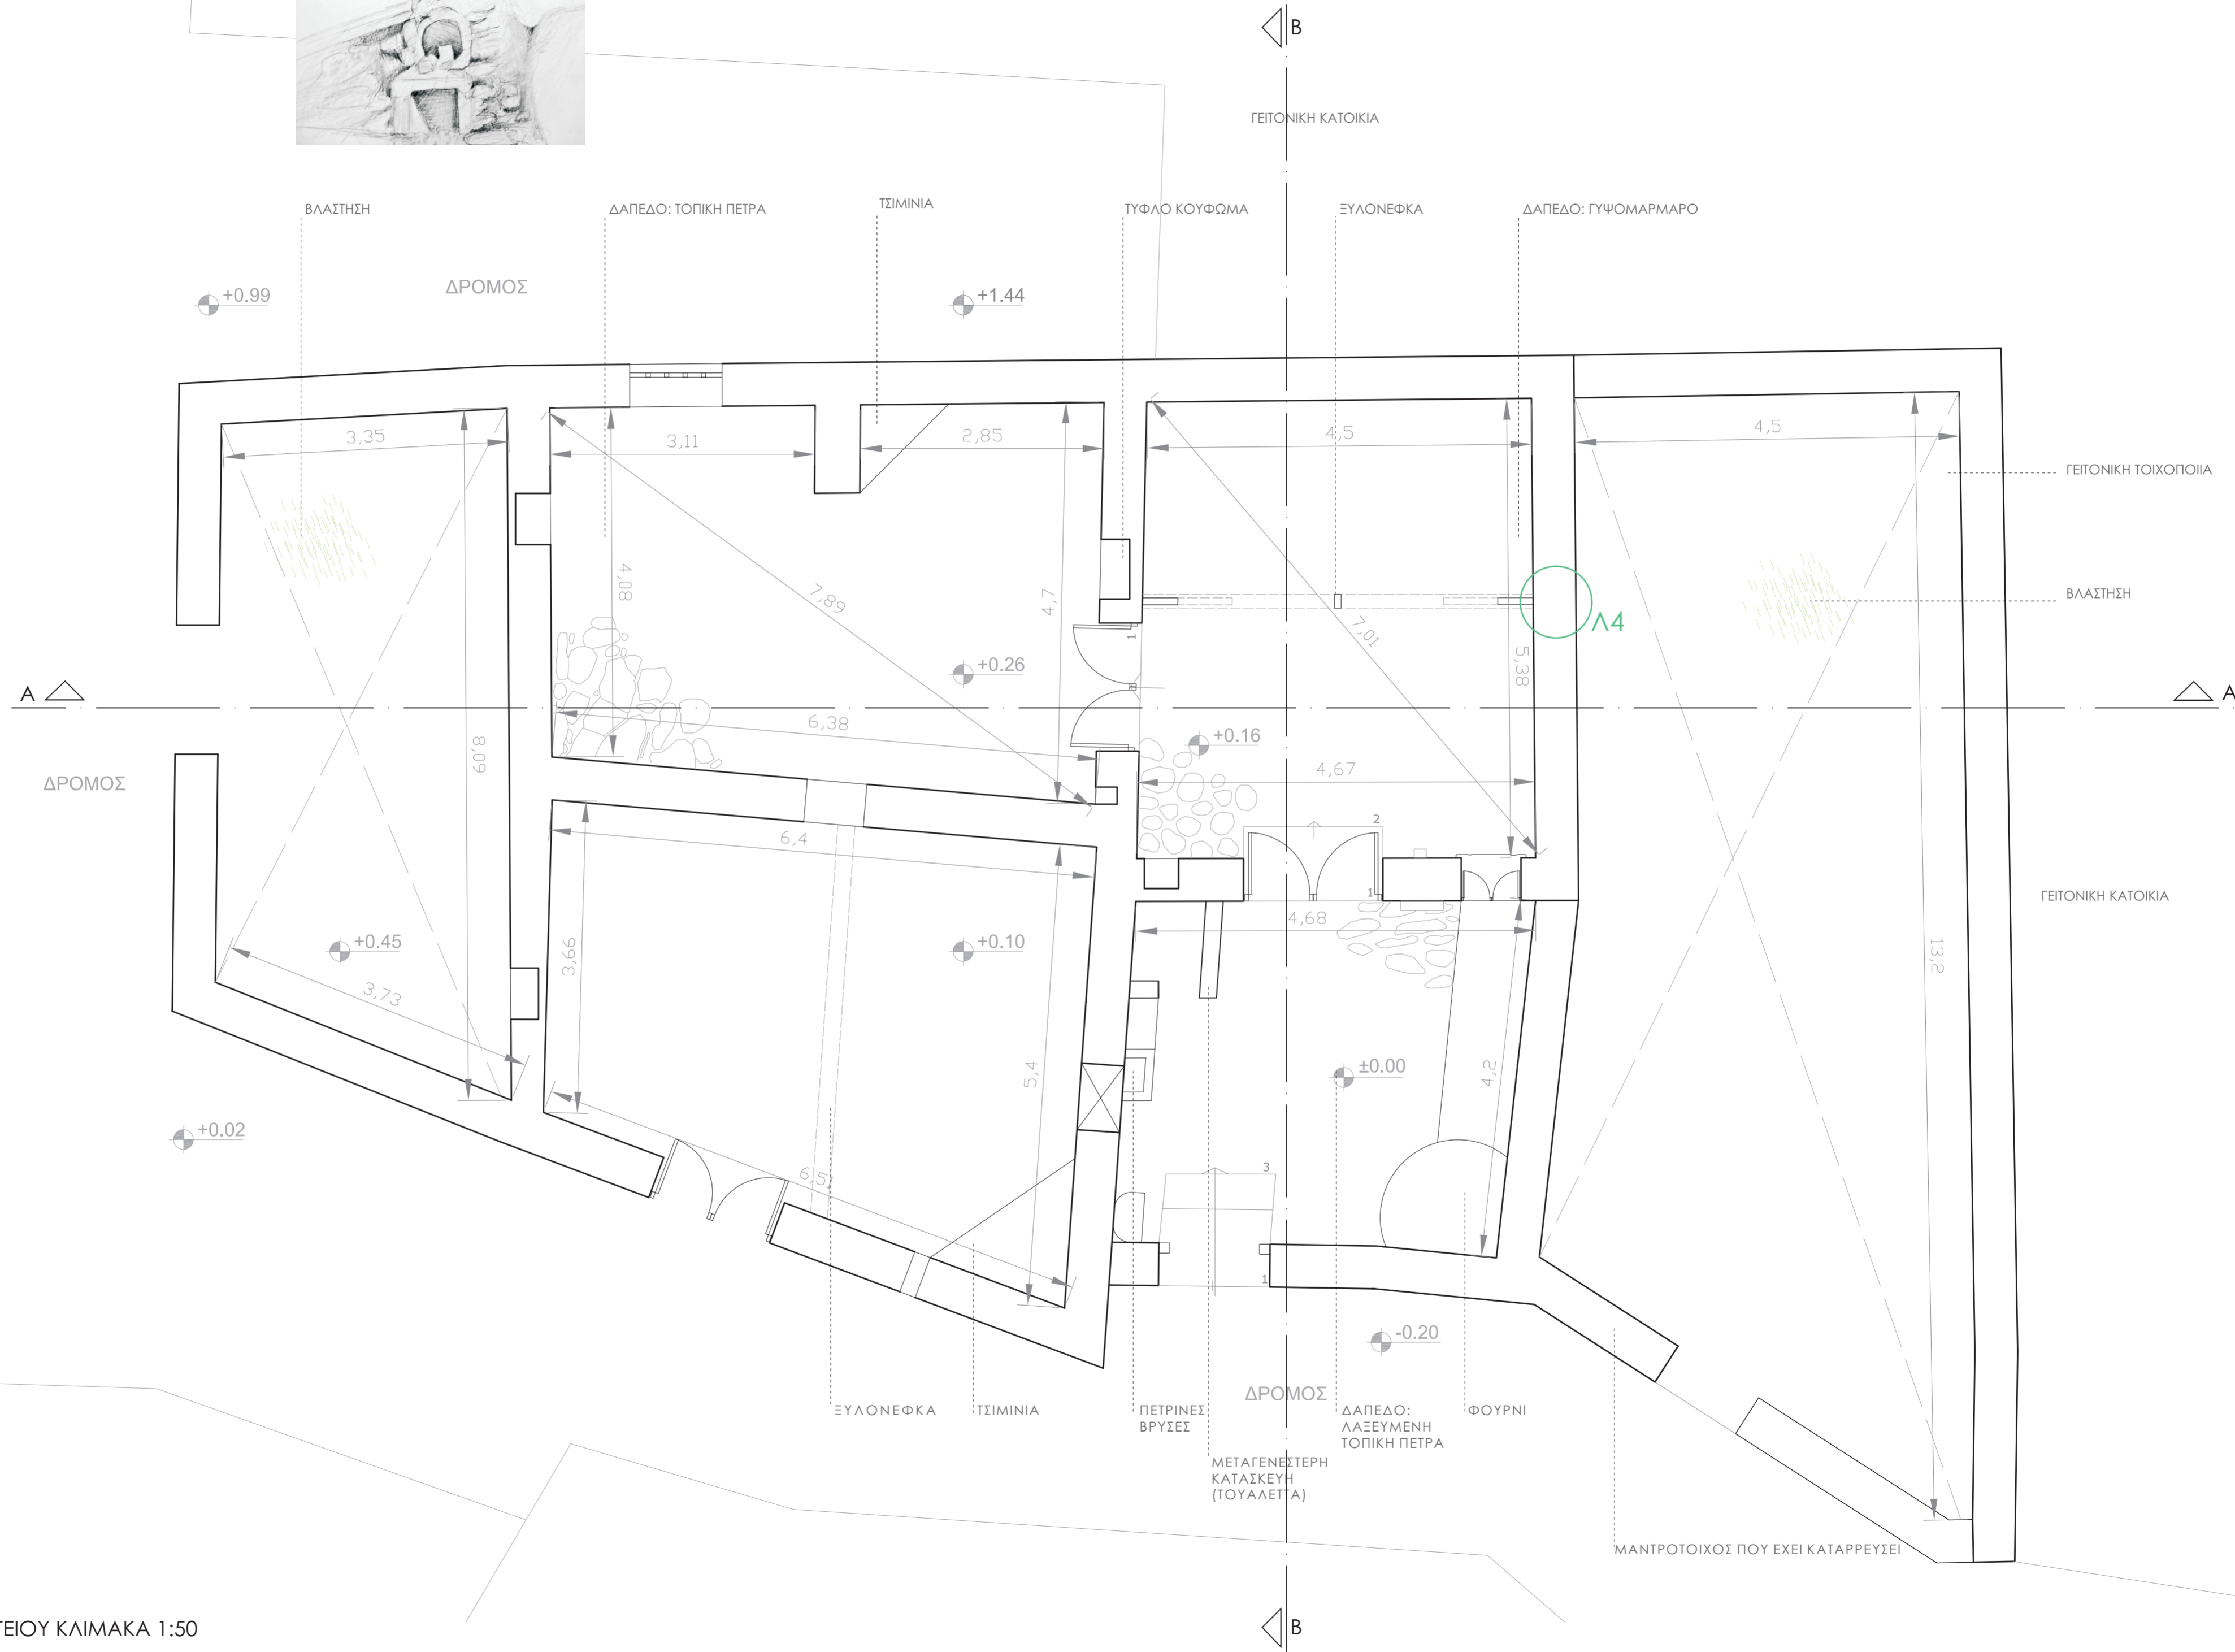 B
ΓΕΙΤΟΝΙΚΗ ΚΑΤΟΙΚΙΑ
ΒΛΑΣΤΗΣΗ
ΔΑΠΕΔΟ: ΤΟΠΙΚΗ ΠΕΤΡΑ
ΤΣΙΜΙΝΙΑ
ΤΥΦΛΟ ΚΟΥΦΩΜΑ
ΞΥΛΟΝΕΦΚΑ
ΔΑΠΕΔΟ: ΓΥΨΟΜΑΡΜΑΡΟ
ΔΡΟΜΟΣ
+0.99
+1.44
3,35
3,11
2,85
4,5
4,5
ΓΕΙΤΟΝΙΚΗ ΤΟΙΧΟΠΟΙΙΑ
4,08
7,89
4,7
ΒΛΑΣΤΗΣΗ
Λ4
7,01
1
5,38
+0.26
A
A
6,38
+0.16
8,09
4,67
ΔΡΟΜΟΣ
2
6,4
1
ΓΕΙΤΟΝΙΚΗ ΚΑΤΟΙΚΙΑ
4,68
+0.45
3,66
+0.10
13,2
3,73
5,4
±0.00
4,2
+0.02
3
6,5
1
-0.20
ΔΡΟΜΟΣ
ΞΥΛΟΝΕΦΚΑ
ΤΣΙΜΙΝΙΑ
ΠΕΤΡΙΝΕΣ
ΒΡΥΣΕΣ
ΔΑΠΕΔΟ:
ΛΑΞΕΥΜΕΝΗ
ΤΟΠΙΚΗ ΠΕΤΡΑ
ΦΟΥΡΝΙ
ΜΕΤΑΓΕΝΕΣΤΕΡΗ
ΚΑΤΑΣΚΕΥΗ
(ΤΟΥΑΛΕΤΤΑ)
ΜΑΝΤΡΟΤΟΙΧΟΣ ΠΟΥ ΕΧΕΙ ΚΑΤΑΡΡΕΥΣΕΙ
ΓΕΙΟΥ ΚΛΙΜΑΚΑ 1:50
B